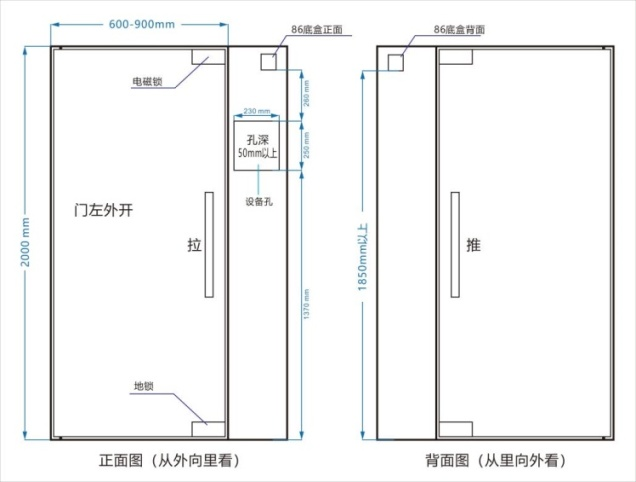 600-900mm
86底盒正面
86底盒背面
电磁锁
260 mm
230 mm
孔深
50mm以上
250 mm
设备孔
门左外开
拉
推
2000 mm
1850mm以上
1370 mm
地锁
正面图（从外向里看）
背面图（从里向外看）